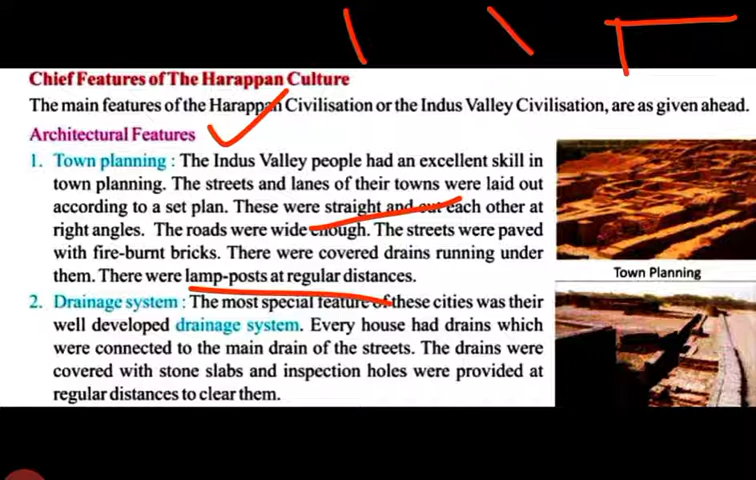 Chief Features of The Harappan Culture
The main features of the Harappan Civilisation or the Indus Valley Civilisation, are as given ahead.
Architectural Features
1. Town planning : The Indus Valley people had an excellent skill in
town planning. The streets and lanes of their towns were laid out
according to a set plan. These were straight and cut each other at
right angles. The roads were wide enough. The streets were paved
with fire-burnt bricks. There were covered drains running under
them. There were lamp-posts at regular distances.
Town Planning
2. Drainage system : The most special feature of these cities was their
well developed drainage system. Every house had drains which
were connected to the main drain of the streets. The drains were
covered with stone slabs and inspection holes were provided at
regular distances to clear them.